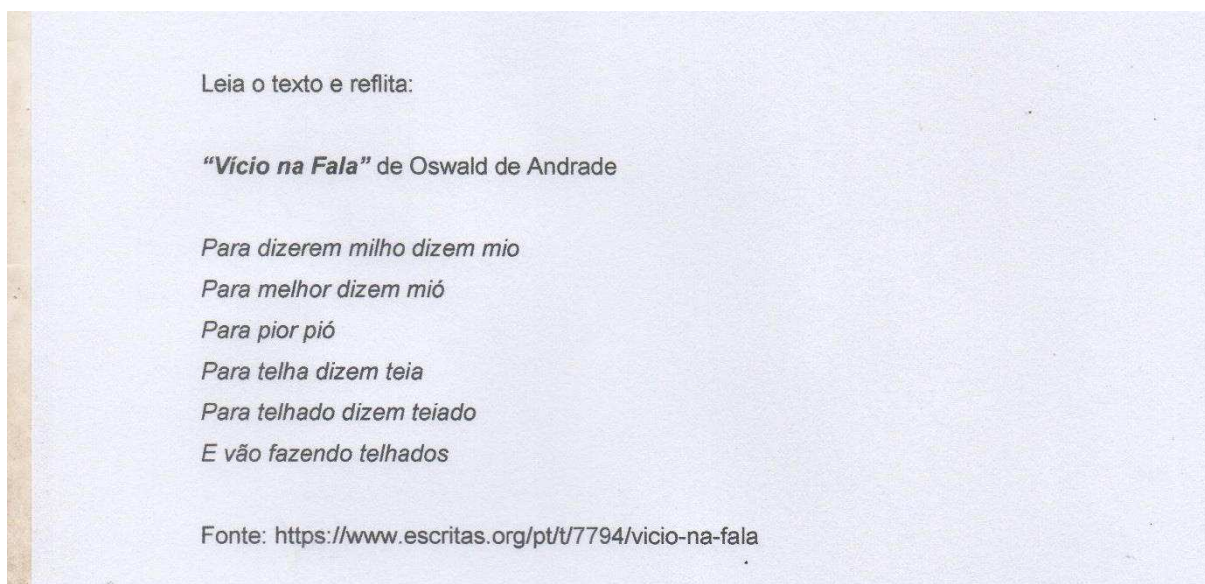 Leia o texto e reflita:
“Vício na Fala” de Oswald de Andrade
Para dizerem milho dizem mio
Para melhor dizem mió
Para pior pió
Para telha dizem teia
Para telhado dizem teiado
E vão fazendo telhados
Fonte: https://www.escritas.org/pt/t/7794/vicio-na-fala